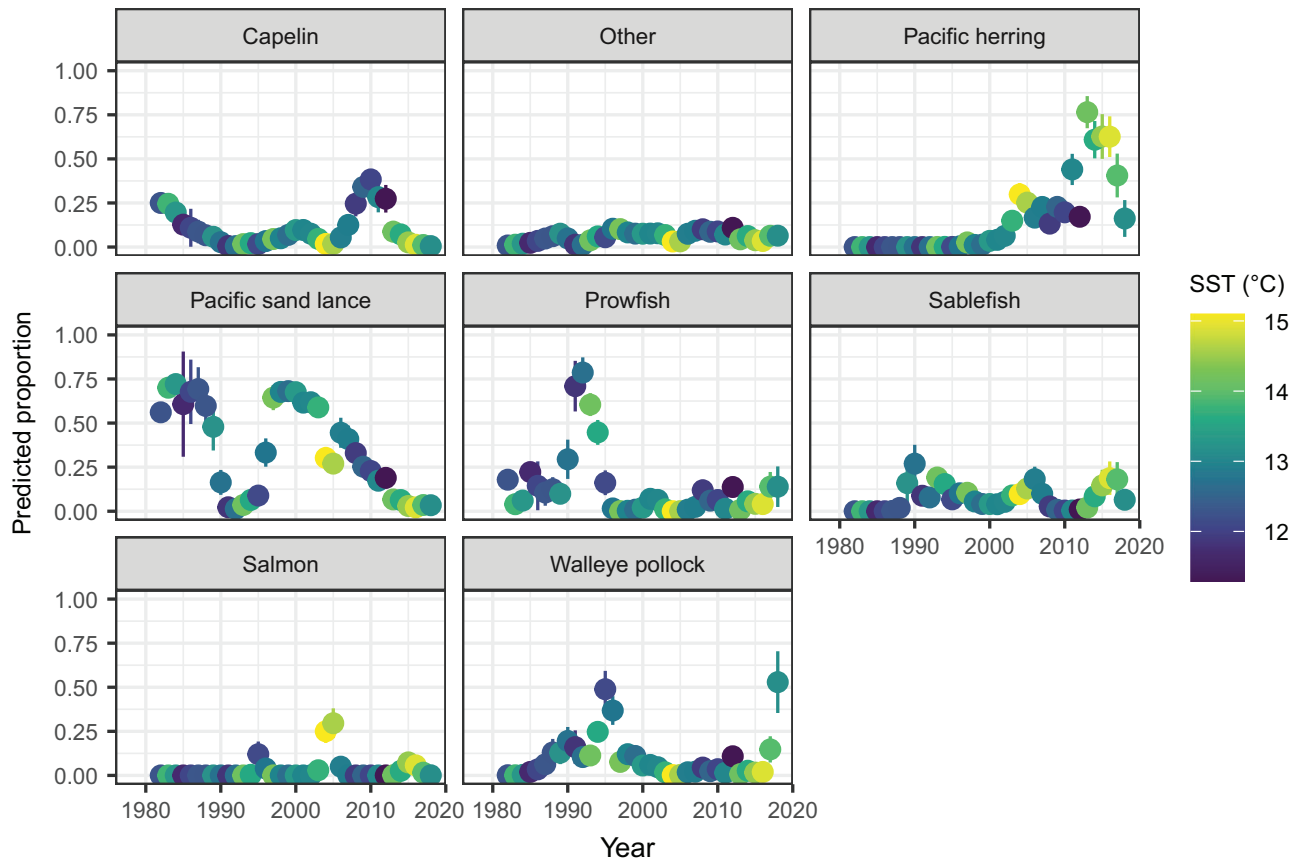 Capelin Other Pacific herring
1.00
0.75
0.50
0.25
0.00
Pacific sand lance Prowfish Sablefish
SST (°C)
1.00
0.75
0.50
0.25
0.00
15
14
13
12
Predicted proportion
1980 1990 2000 2010 2020
Salmon Walleye pollock
1.00
0.75
0.50
0.25
0.00
1980 1990 2000 2010 2020 1980 1990 2000 2010 2020
Year